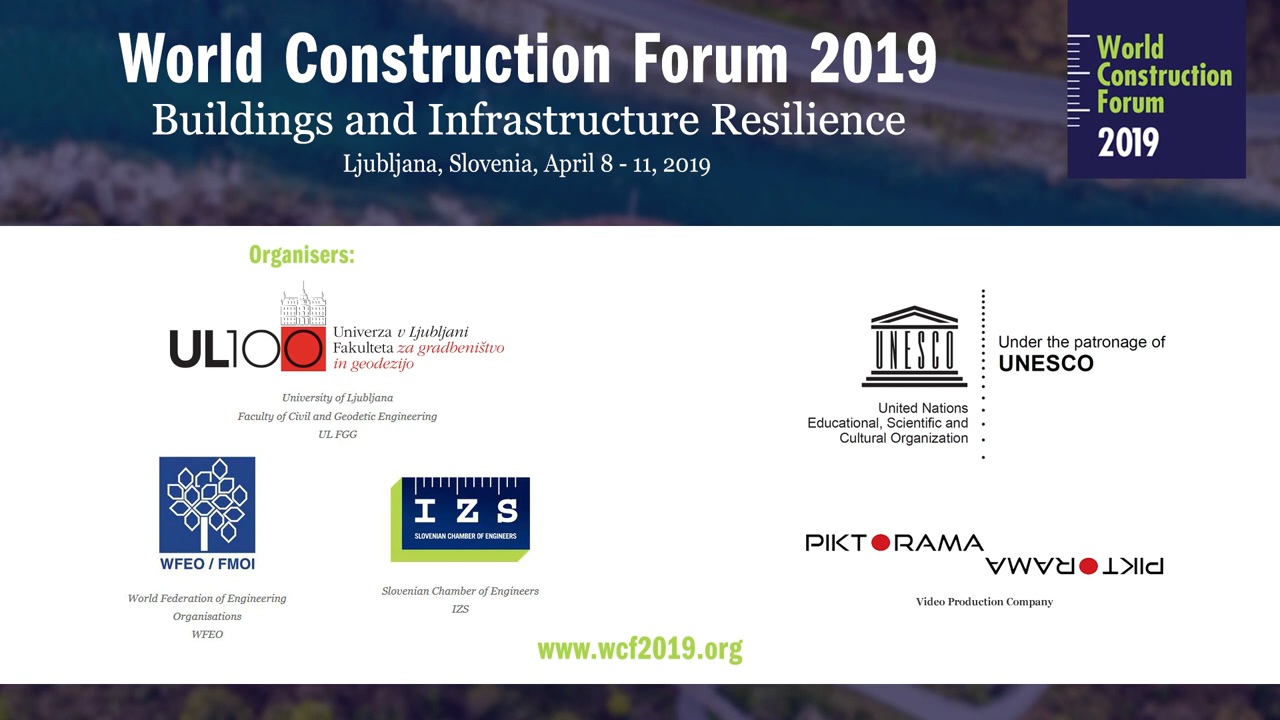 World Construction Forum 2019
Buildings and Infrastructure Resilience
Ljubljana, Slovenia, April 8 - 11, 2019
World
Construction
Forum
2019
Organisers:
UL100
Univerza v Ljubljani
Fakulteta za gradbeništvo
in geodezijo
University of Ljubljana
Faculty of Civil and Geodetic Engineering
UL FGG
WFEO / FMOI
World Federation of Engineering
Organisations
WFEO
I Z S
SLOVENIAN CHAMBER OF ENGINEERS
Slovenian Chamber of Engineers
IZS
UNESCO
United Nations
Educational, Scientific and
Cultural Organization
Under the patronage of
UNESCO
PIKTORAMA
PIKTORAMA
Video Production Company
www.wcf2019.org